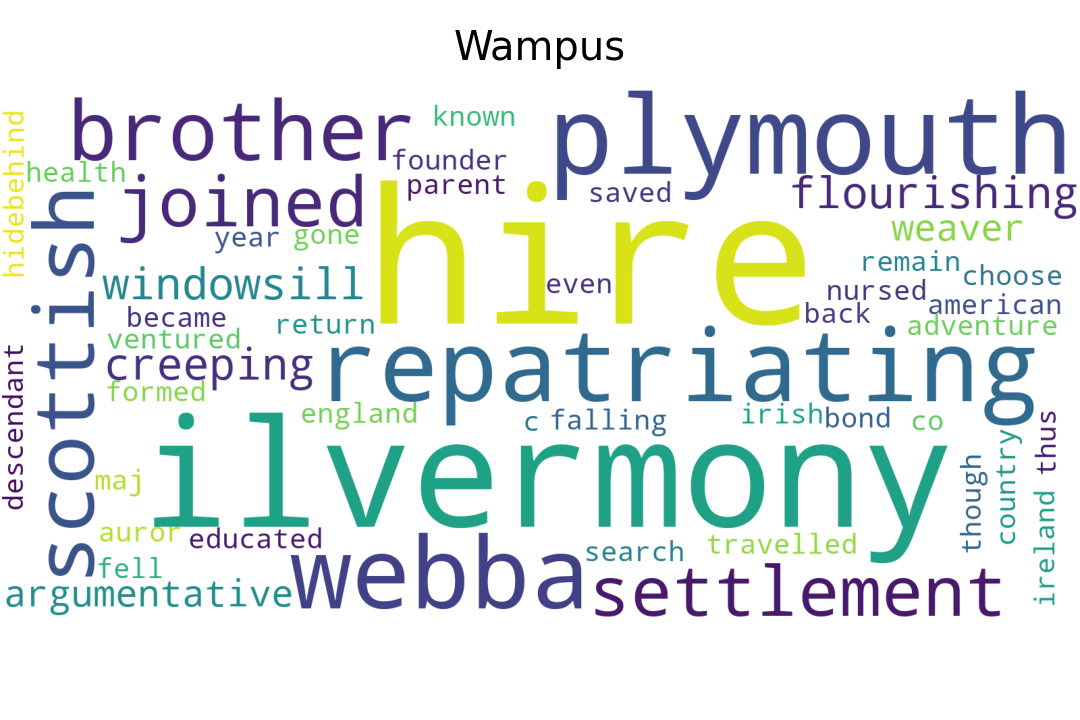 Wampus
hidebehind
brother
known
plymouth
health
founder
parent
saved
flourishing
joined
scottish
year
gone
hire
weaver
windowsill
even
remain
choose
nursed
american
became
return
back
adventure
ventured
creeping
repatriating
descendant
formed
england
c
falling
irish
bond
co
thus
ilvermony
maj
though
country
ireland
auror
educated
search
travelled
fell
webba
settlement
argumentative